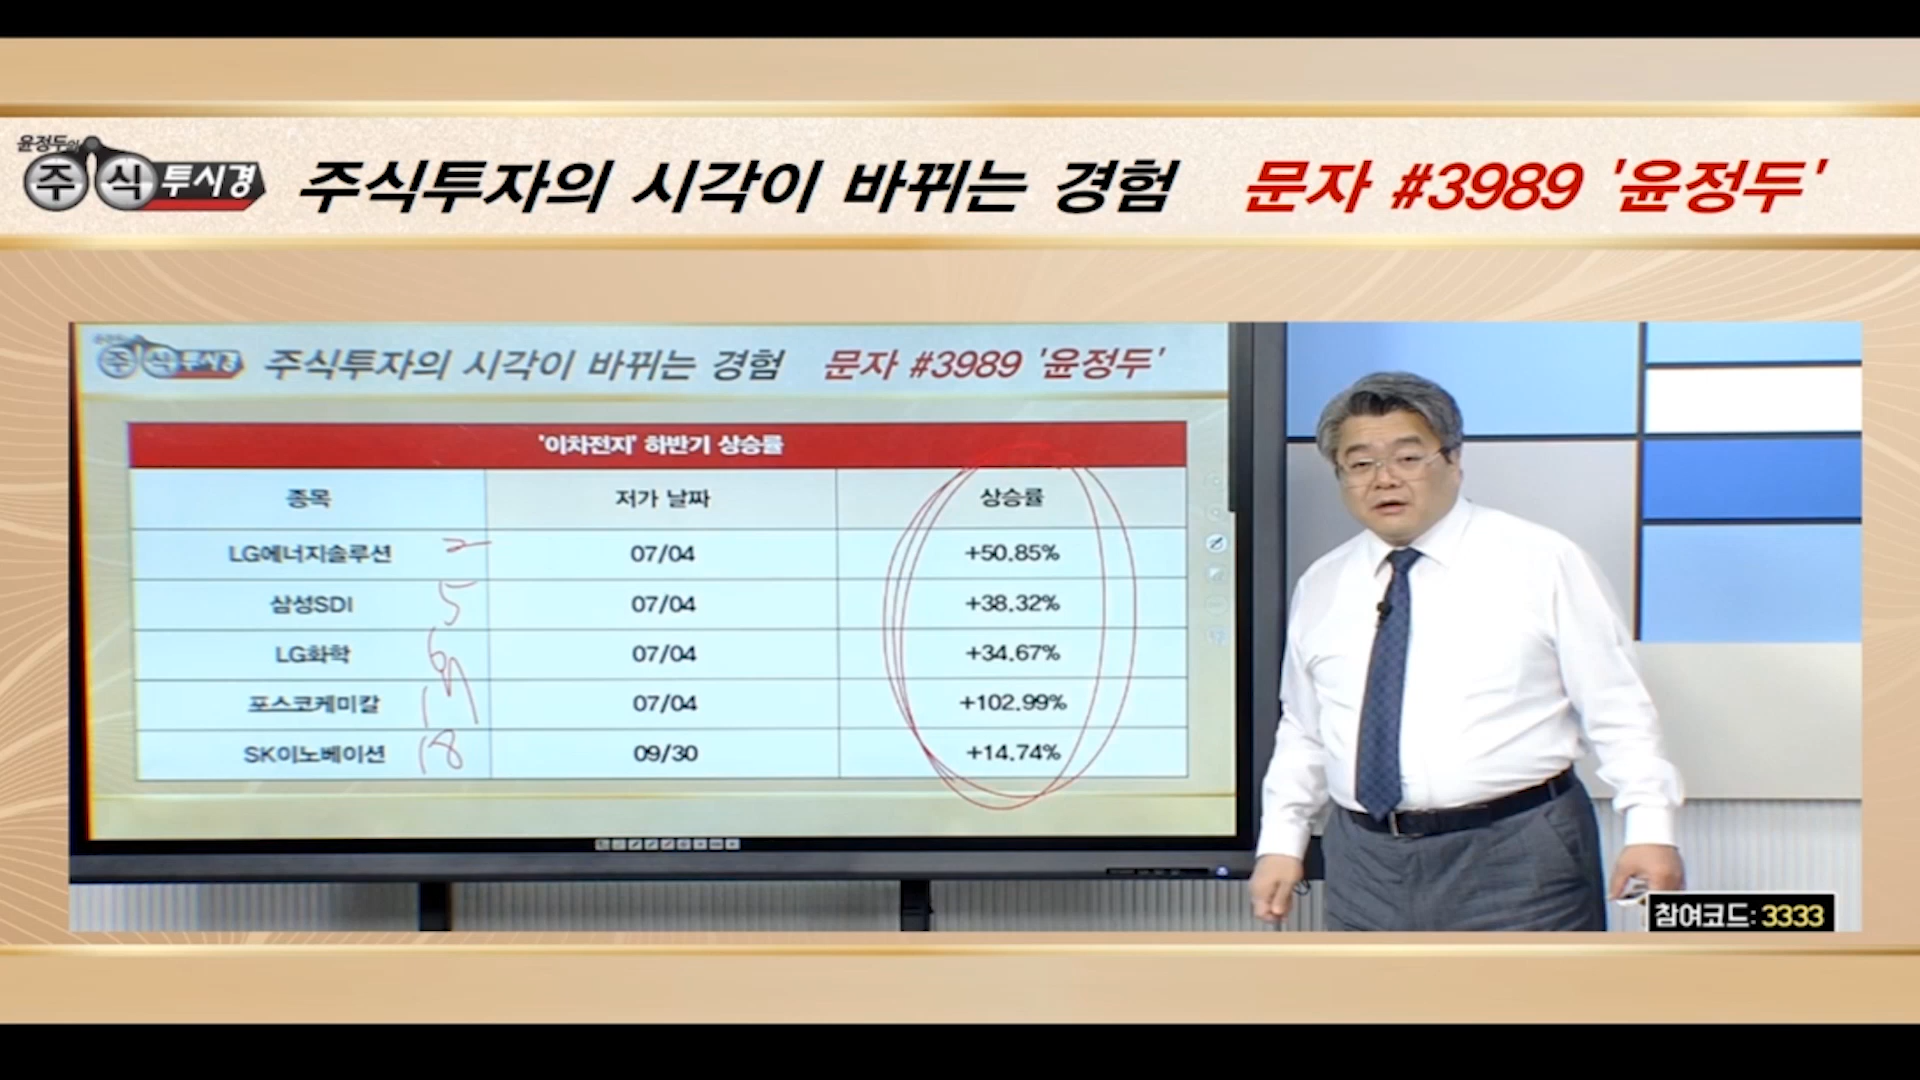 윤정두의
주식투시경 주식투자의 시각이 바뀌는 경험 문자 #3989 '윤정두'
주식투시경 주식투자의 시각이 바뀌는 경험 문자 #3989 '윤정두'
'이차전지' 하반기 상승률
종목 저가 날짜 상승률
LG에너지솔루션 2 07/04 +50.85%
삼성SDI 5 07/04 +38.32%
LG화학 6 07/04 +34.67%
포스코케미칼 19 07/04 +102.99%
SK이노베이션 18 09/30 +14.74%
참여코드: 3333